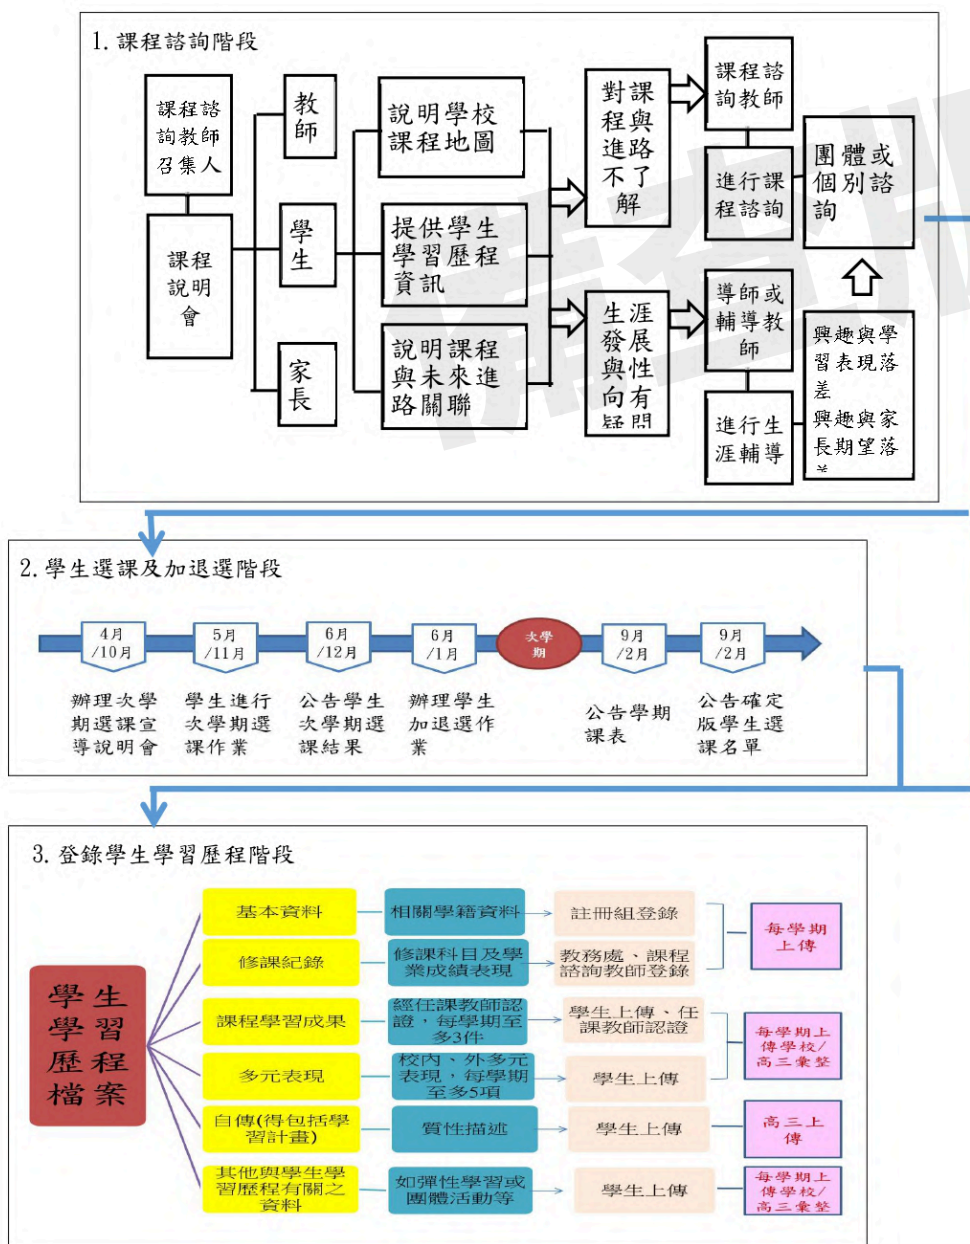 1. 課程諮詢階段
課程諮
詢教師
召集人
課程
說明
會
教
師
學
生
家
長
說明學校
課程地圖
提供學生
學習歷程
資訊
說明課程
與未來進
路關聯
對課
程與
進路
不了
解
生涯
發展
與性
向有
疑問
課程諮
詢教師
進行課
程諮詢
團體或
個別諮
詢
導師或
輔導教
師
進行生
涯輔導
興趣與學
習表現落
差
興趣與家
長期望落
差
備查版
2. 學生選課及加退選階段
4月
/10月
辦理次學
期選課宣
導說明會
5月
/11月
學生進行
次學期選
課作業
6月
/12月
公告學生
次學期選
課結果
6月
/1月
辦理學生
加退選作
業
次學
期
9月
/2月
公告學期
課表
9月
/2月
公告確定
版學生選
課名單
3. 登錄學生學習歷程階段
學生
學習
歷程
檔案
基本資料
相關學籍資料
註冊組登錄
修課紀錄
修課科目及學
業成績表現
教務處、課程
諮詢教師登錄
每學期
上傳
課程學習成果
經任課教師認
證，每學期至
多3件
學生上傳、任
課教師認證
多元表現
校內、外多元
表現，每學期
至多5項
學生上傳
每學期上
傳學校/
高三彙整
自傳(得包括學
習計畫)
質性描述
學生上傳
高三上
傳
其他與學生學
習歷程有關之
資料
如彈性學習或
團體活動等
學生上傳
每學期上
傳學校/
高三彙整